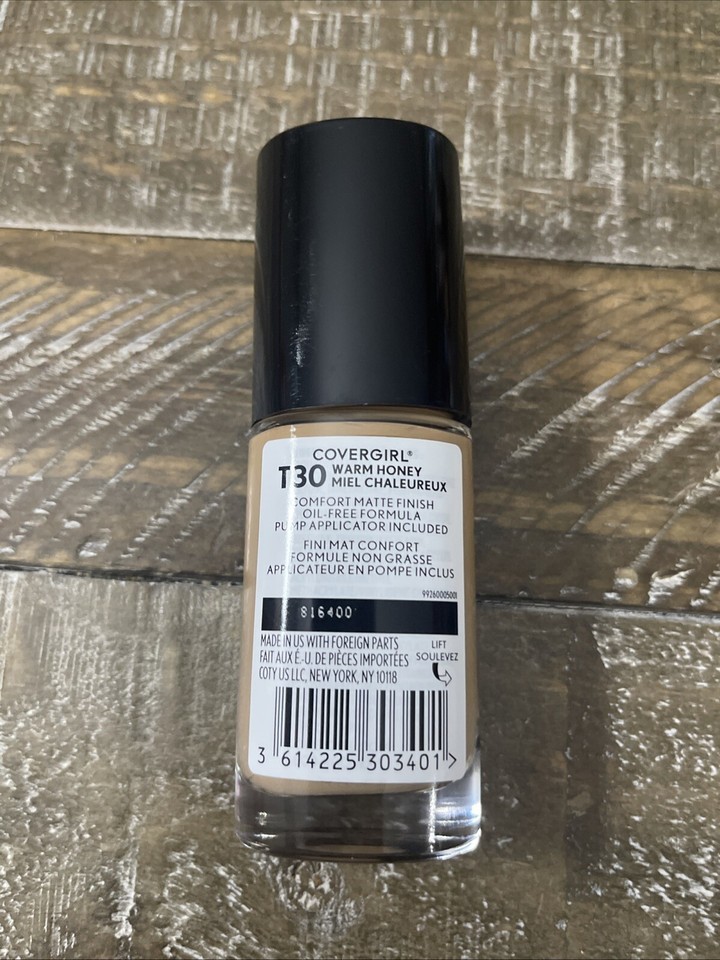 COVERGIRL®
T30 WARM HONEY
MIEL CHALEUREUX
COMFORT MATTE FINISH
OIL-FREE FORMULA
PUMP APPLICATOR INCLUDED
FINI MAT CONFORT
FORMULE NON GRASSE
APPLICATEUR EN POMPE INCLUS
99260005001
816400
MADE IN US WITH FOREIGN PARTS
FAIT AUX É.-U. DE PIÈCES IMPORTÉES
COTY US LLC, NEW YORK, NY 10118
LIFT
SOULEVEZ
3 614225 303401 >